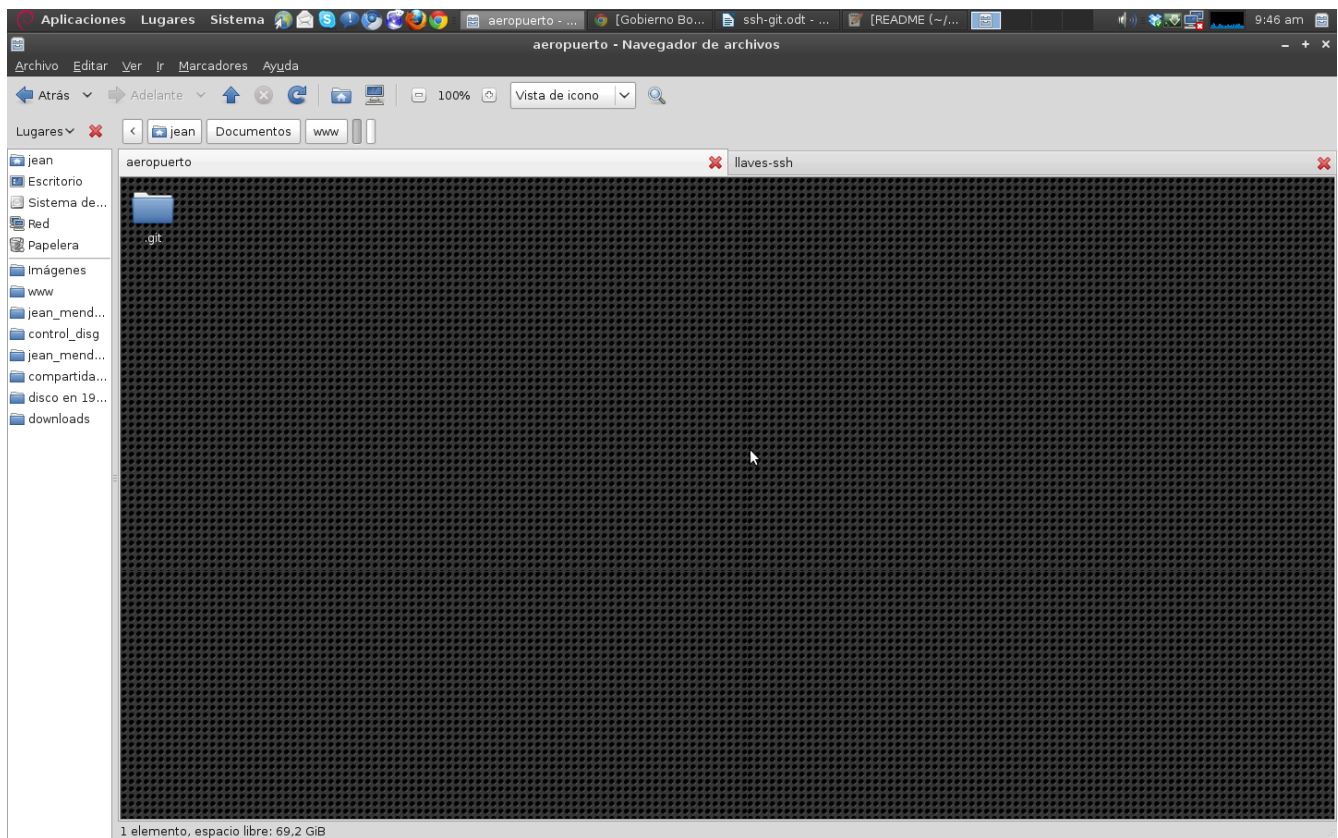 Aplicaciones Lugares Sistema aeropuerto - ... [Gobierno Bo... ssh-git.odt - ... [README (~/... 9:46 am
aeropuerto - Navegador de archivos
Archivo Editar Ver Ir Marcadores Ayuda
Atrás Adelante 100% Vista de icono
Lugares jean Documentos www
jean
aeropuerto llaves-ssh
Escritorio
Sistema de...
Red
.git
Papelera
Imágenes
www
jean_mend...
control_disg
jean_mend...
compartida...
disco en 19...
downloads
1 elemento, espacio libre: 69,2 GiB